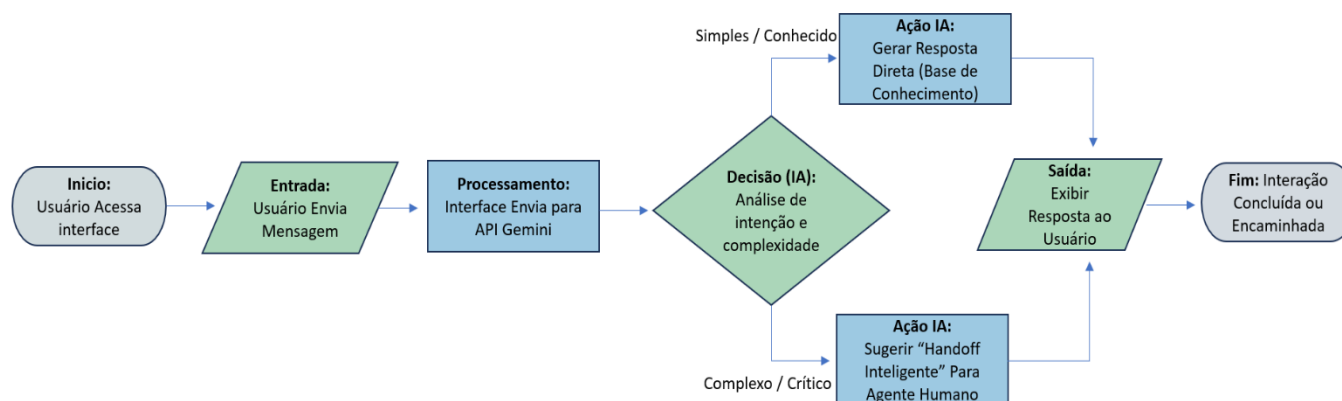 Inicio:
Usuário Acessa
interface
Entrada:
Usuário Envia
Mensagem
Processamento:
Interface Envia para
API Gemini
Decisão (IA):
Análise de
intenção e
complexidade
Simples / Conhecido
Ação IA:
Gerar Resposta
Direta (Base de
Conhecimento)
Complexo / Crítico
Ação IA:
Sugerir “Handoff
Inteligente” Para
Agente Humano
Saída:
Exibir
Resposta ao
Usuário
Fim: Interação
Concluída ou
Encaminhada